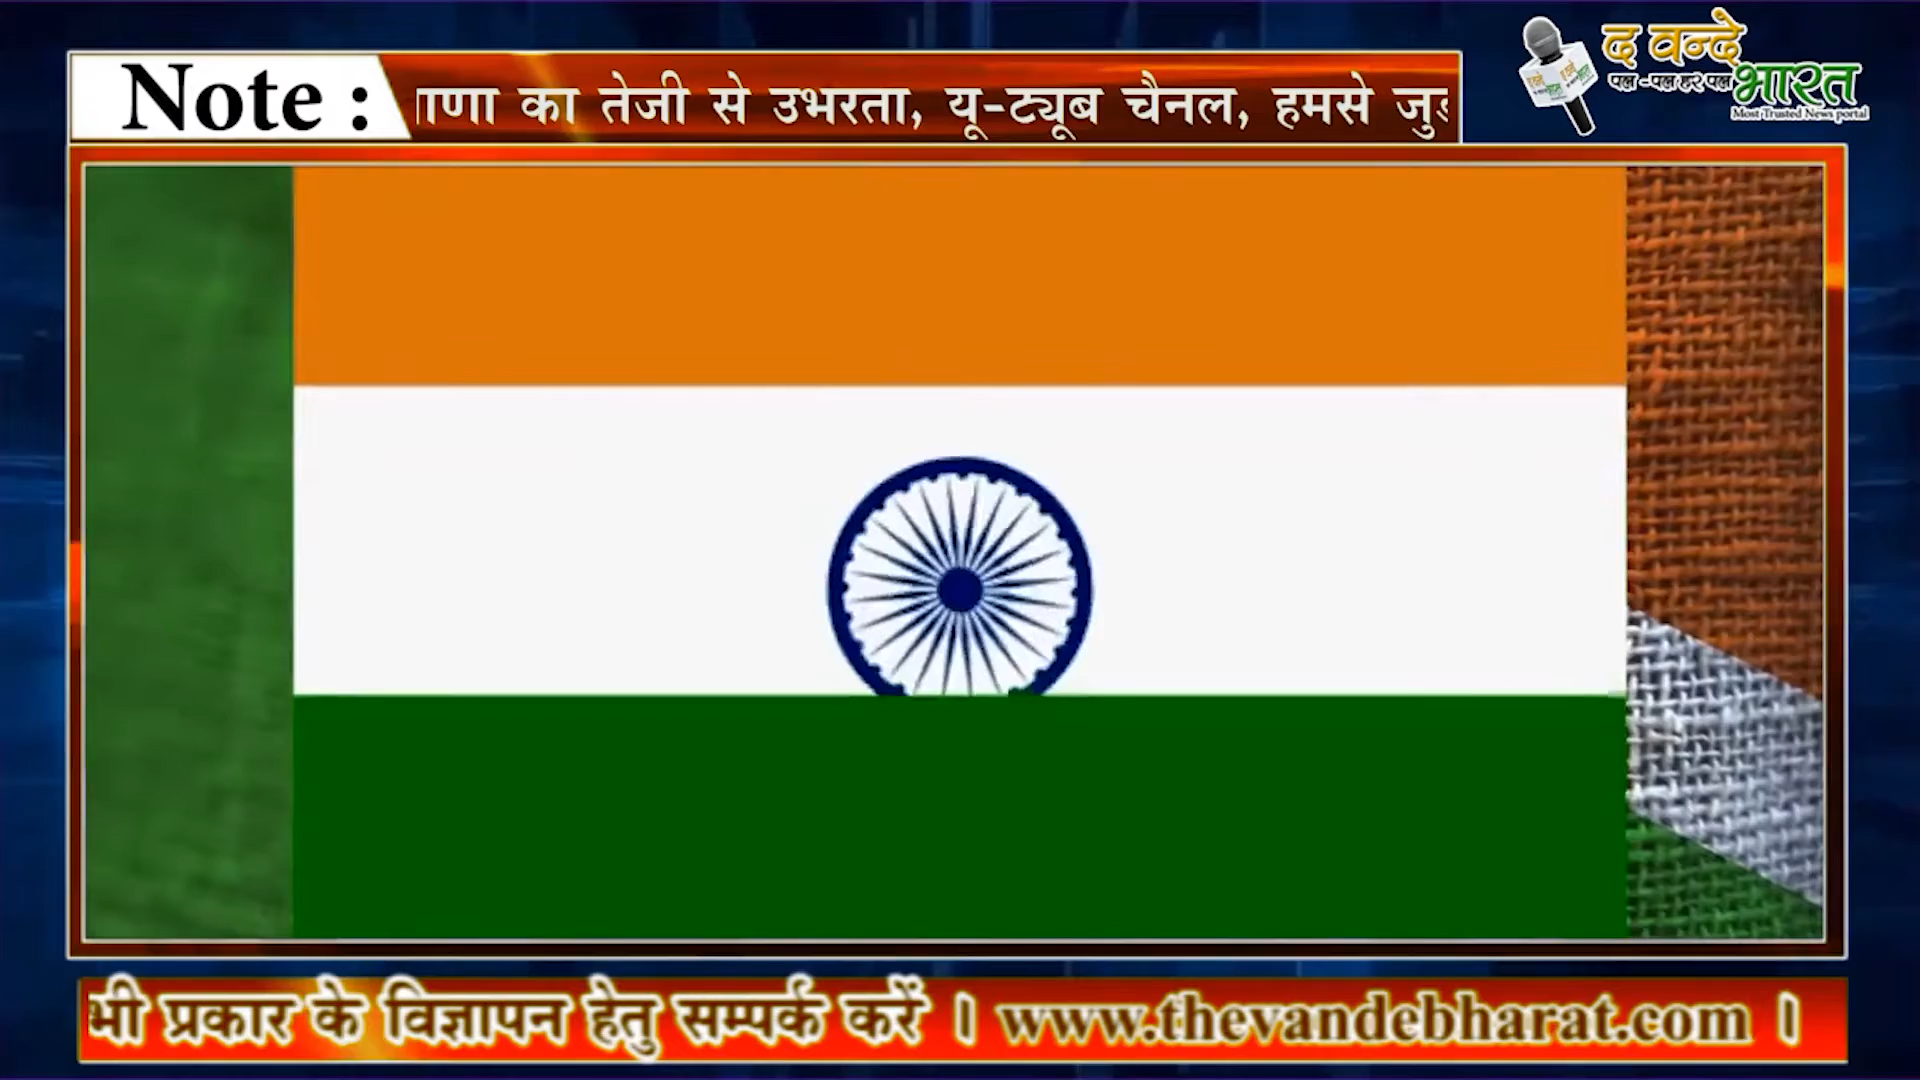 Note : का तेजी से उभरता, यू-ट्यूब चैनल, हमसे
द वन्दे
पल -पल हर पल
भारत
Most Trusted News portal
भी प्रकार के विज्ञापन हेतु सम्पर्क करें । www.thevandebharat.com ।